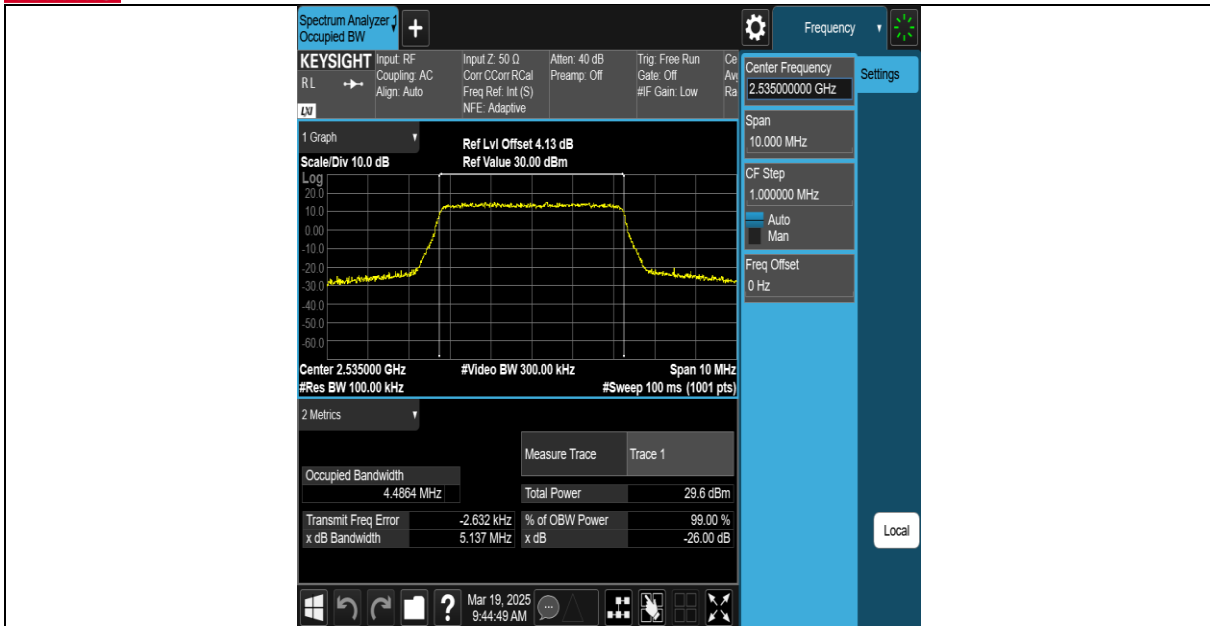 Spectrum Analyzer 1
Occupied BW
Frequency
KEYSIGHT
RL
LXI
Input: RF
Coupling: AC
Align: Auto
Input Z: 50 Ω
Corr CCorr RCal
Freq Ref: Int (S)
NFE: Adaptive
Atten: 40 dB
Preamp: Off
Trig: Free Run
Gate: Off
#IF Gain: Low
Ce
Avg
Ra
Center Frequency
2.535000000 GHz
Settings
Span
10.000 MHz
CF Step
1.000000 MHz
Auto
Man
Freq Offset
0 Hz
Local
1 Graph
Scale/Div 10.0 dB
Ref Lvl Offset 4.13 dB
Ref Value 30.00 dBm
Log
20.0
10.0
0.00
-10.0
-20.0
-30.0
-40.0
-50.0
-60.0
Center 2.535000 GHz
#Video BW 300.00 kHz
Span 10 MHz
#Res BW 100.00 kHz
#Sweep 100 ms (1001 pts)
2 Metrics
Measure Trace Trace 1
Occupied Bandwidth
4.4864 MHz
Total Power 29.6 dBm
Transmit Freq Error -2.632 kHz % of OBW Power 99.00 %
x dB Bandwidth 5.137 MHz x dB -26.00 dB
?
Mar 19, 2025
9:44:49 AM